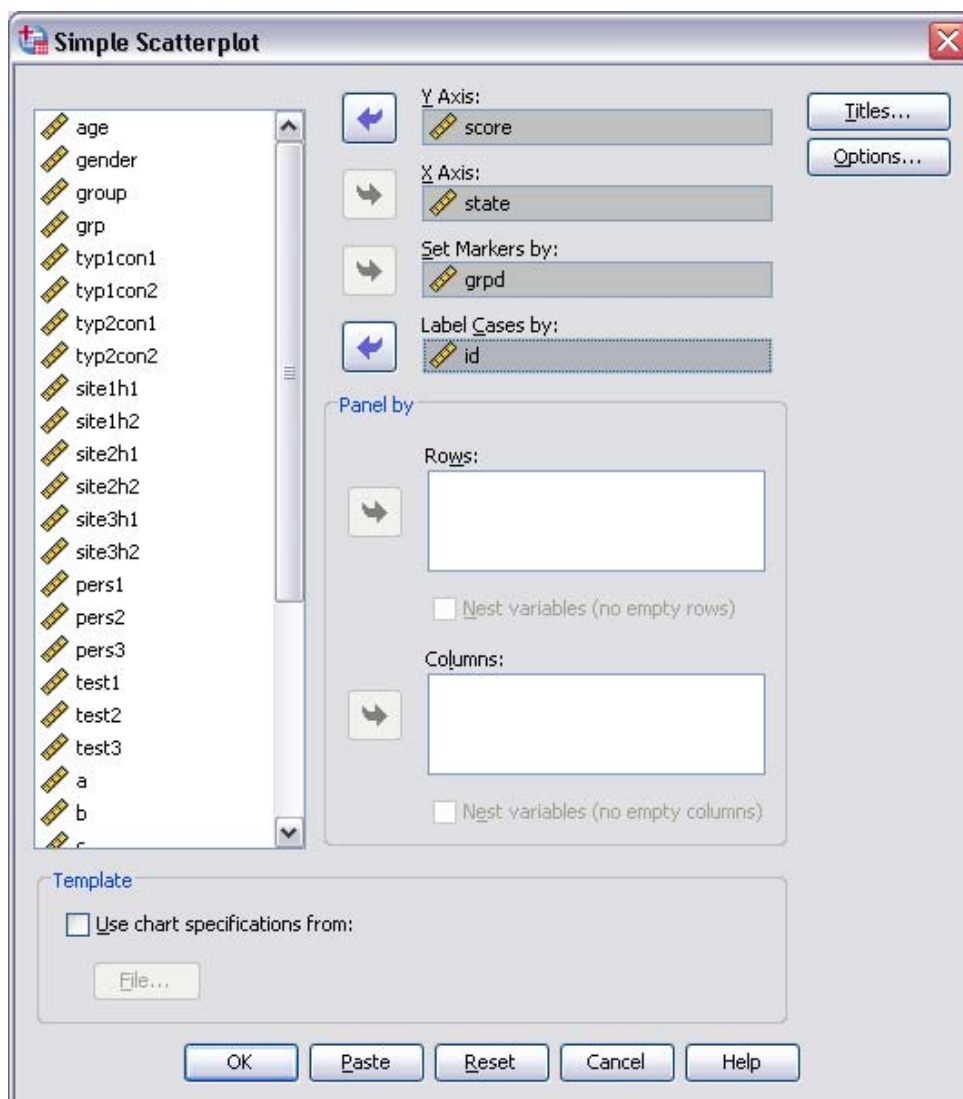 Simple Scatterplot
age
gender
group
grp
typ1con1
typ1con2
typ2con1
typ2con2
site1h1
site1h2
site2h1
site2h2
site3h1
site3h2
pers1
pers2
pers3
test1
test2
test3
a
b
Y Axis:
score
X Axis:
state
Set Markers by:
grpd
Label Cases by:
id
Titles...
Options...
Panel by
Rows:
Nest variables (no empty rows)
Columns:
Nest variables (no empty columns)
Template
Use chart specifications from:
File...
OK
Paste
Reset
Cancel
Help